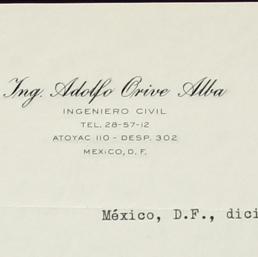 Ing. Adolfo Orive Alba
INGENIERO CIVIL
TEL. 28-57-12
ATOYAC 110 - DESP. 302
MEXICO, D. F.
México, D.F., dici